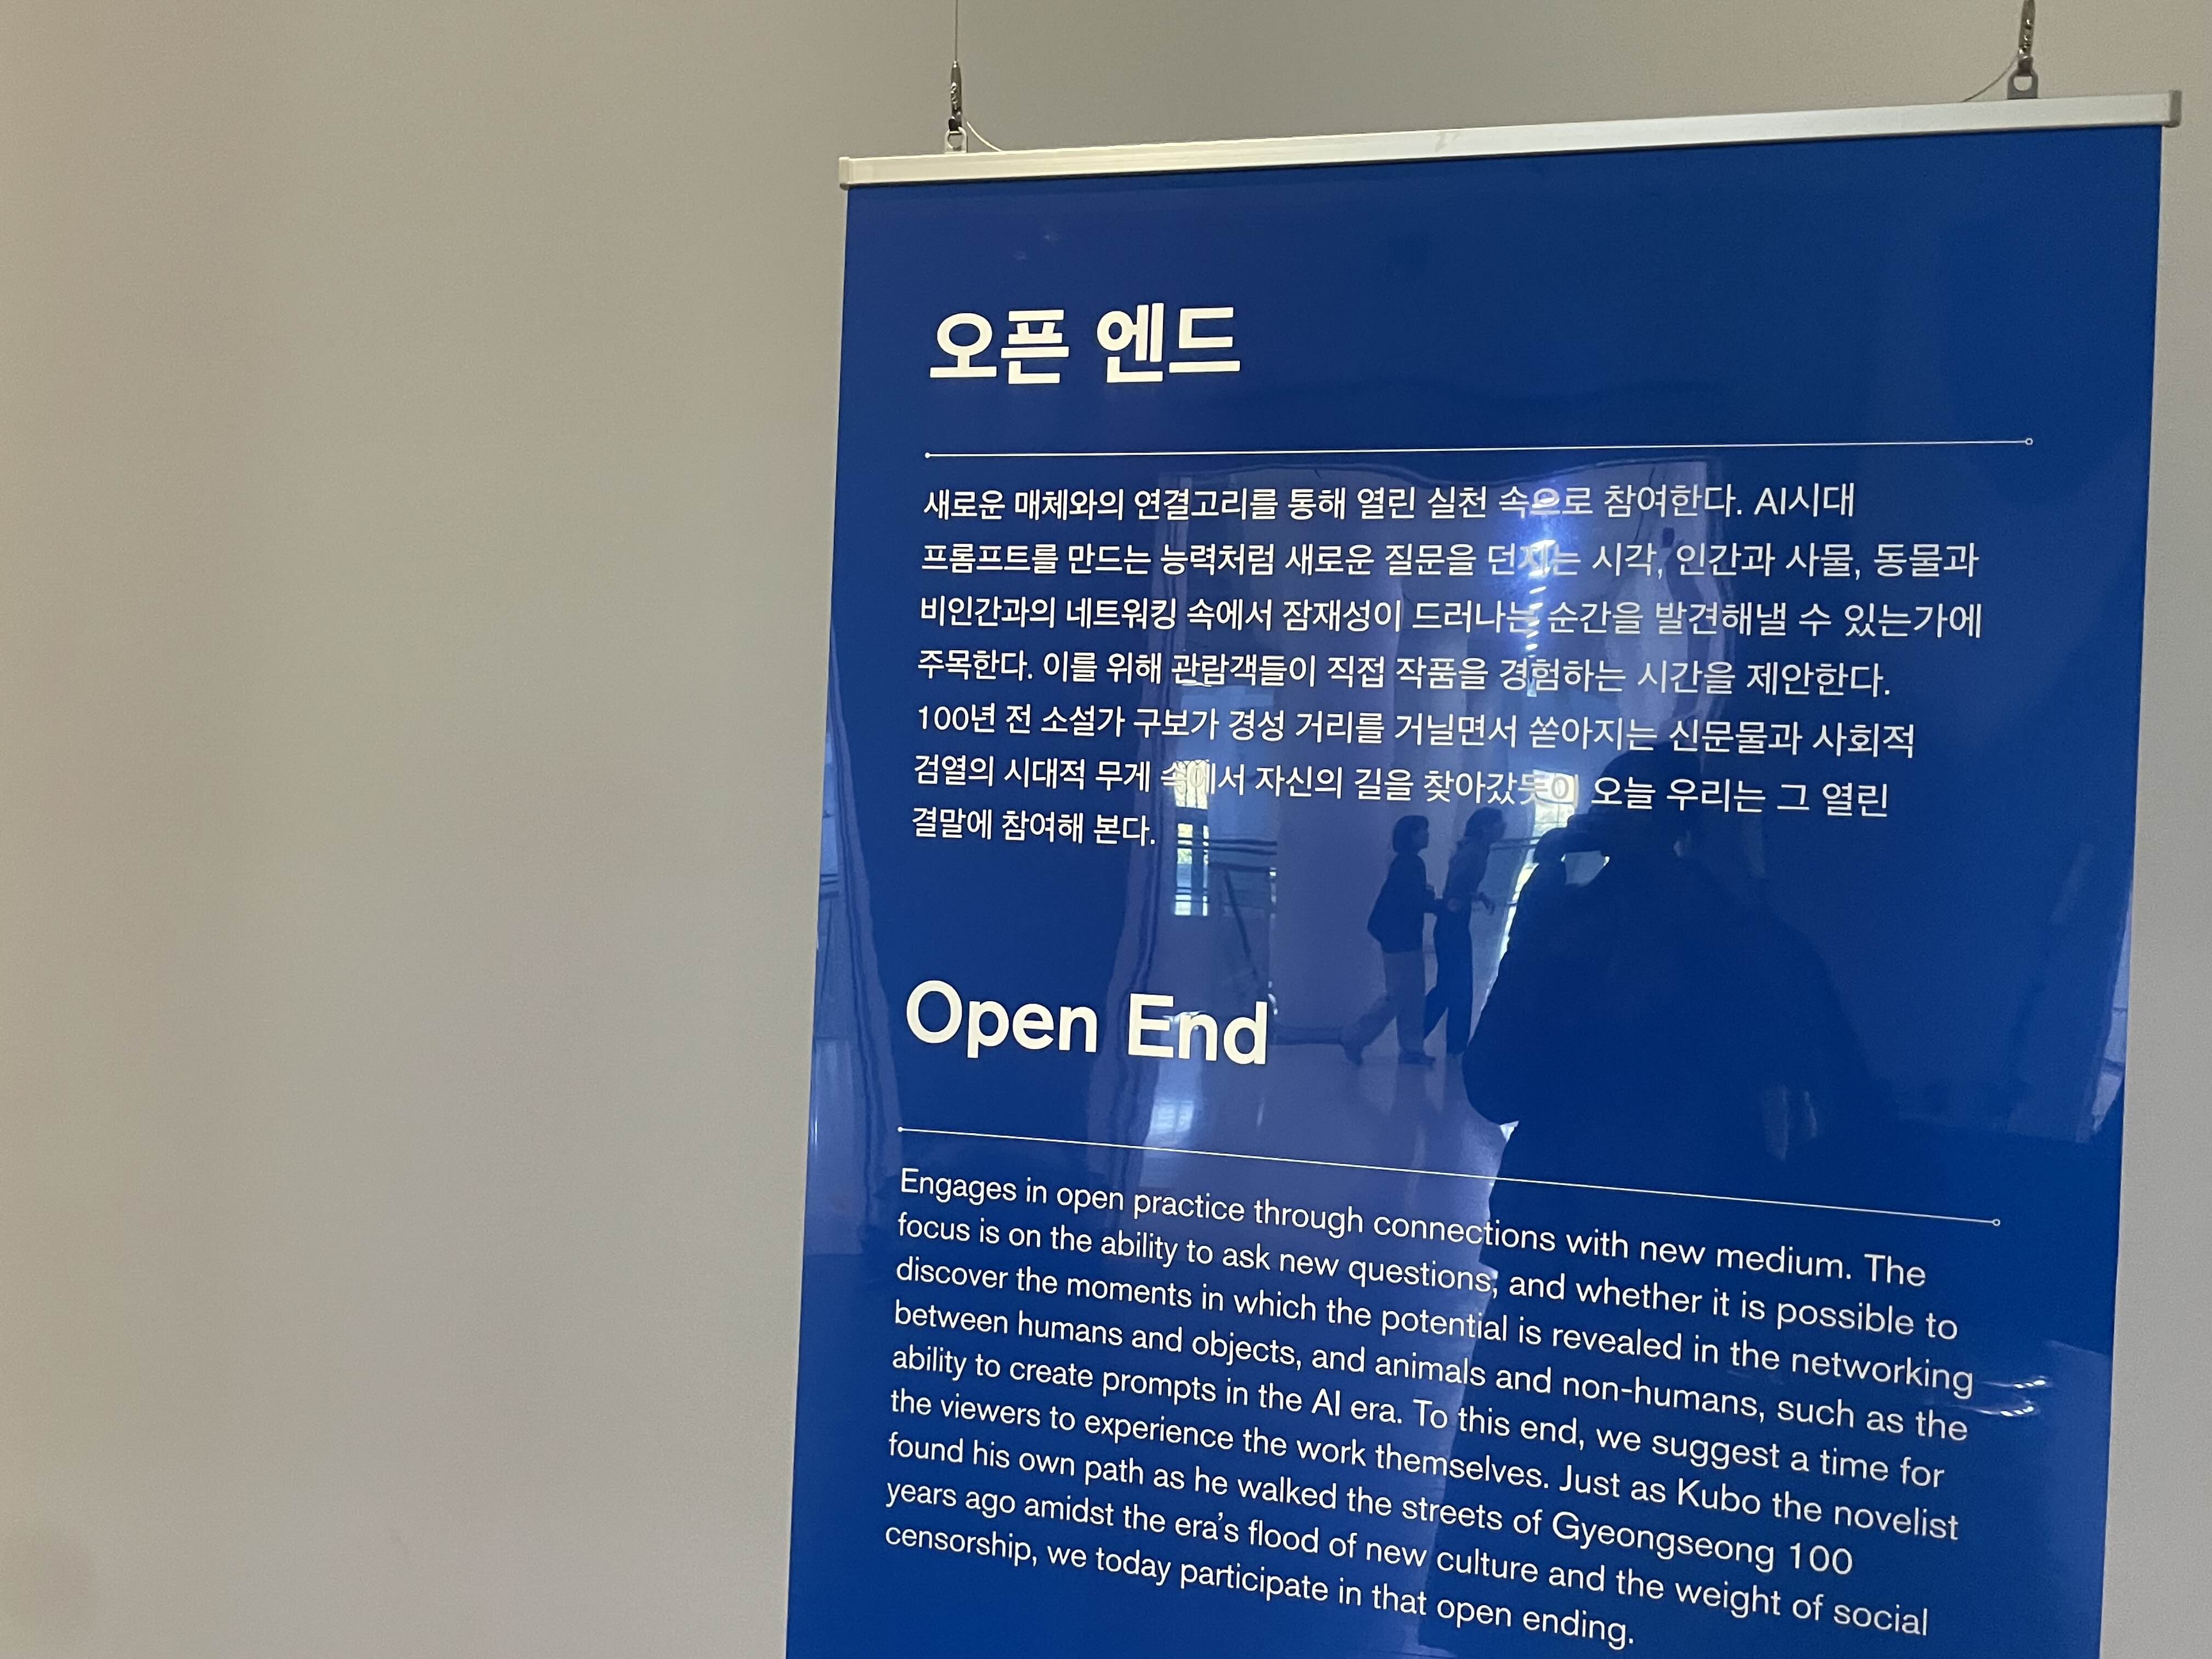 오픈 엔드
새로운 매체와의 연결고리를 통해 열린 실천 속으로 참여한다. AI시대
프롬프트를 만드는 능력처럼 새로운 질문을 던지는 시각, 인간과 사물, 동물과
비인간과의 네트워킹 속에서 잠재성이 드러나는 순간을 발견해낼 수 있는가에
주목한다. 이를 위해 관람객들이 직접 작품을 경험하는 시간을 제안한다.
100년 전 소설가 구보가 경성 거리를 거닐면서 쏟아지는 신문물과 사회적
검열의 시대적 무게 속에서 자신의 길을 찾아갔듯이 오늘 우리는 그 열린
결말에 참여해 본다.
Open End
Engages in open practice through connections with new medium. The
focus is on the ability to ask new questions, and whether it is possible to
discover the moments in which the potential is revealed in the networking
between humans and objects, and animals and non-humans, such as the
ability to create prompts in the AI era. To this end, we suggest a time for
the viewers to experience the work themselves. Just as Kubo the novelist
found his own path as he walked the streets of Gyeongseong 100
years ago amidst the era's flood of new culture and the weight of social
censorship, we today participate in that open ending.